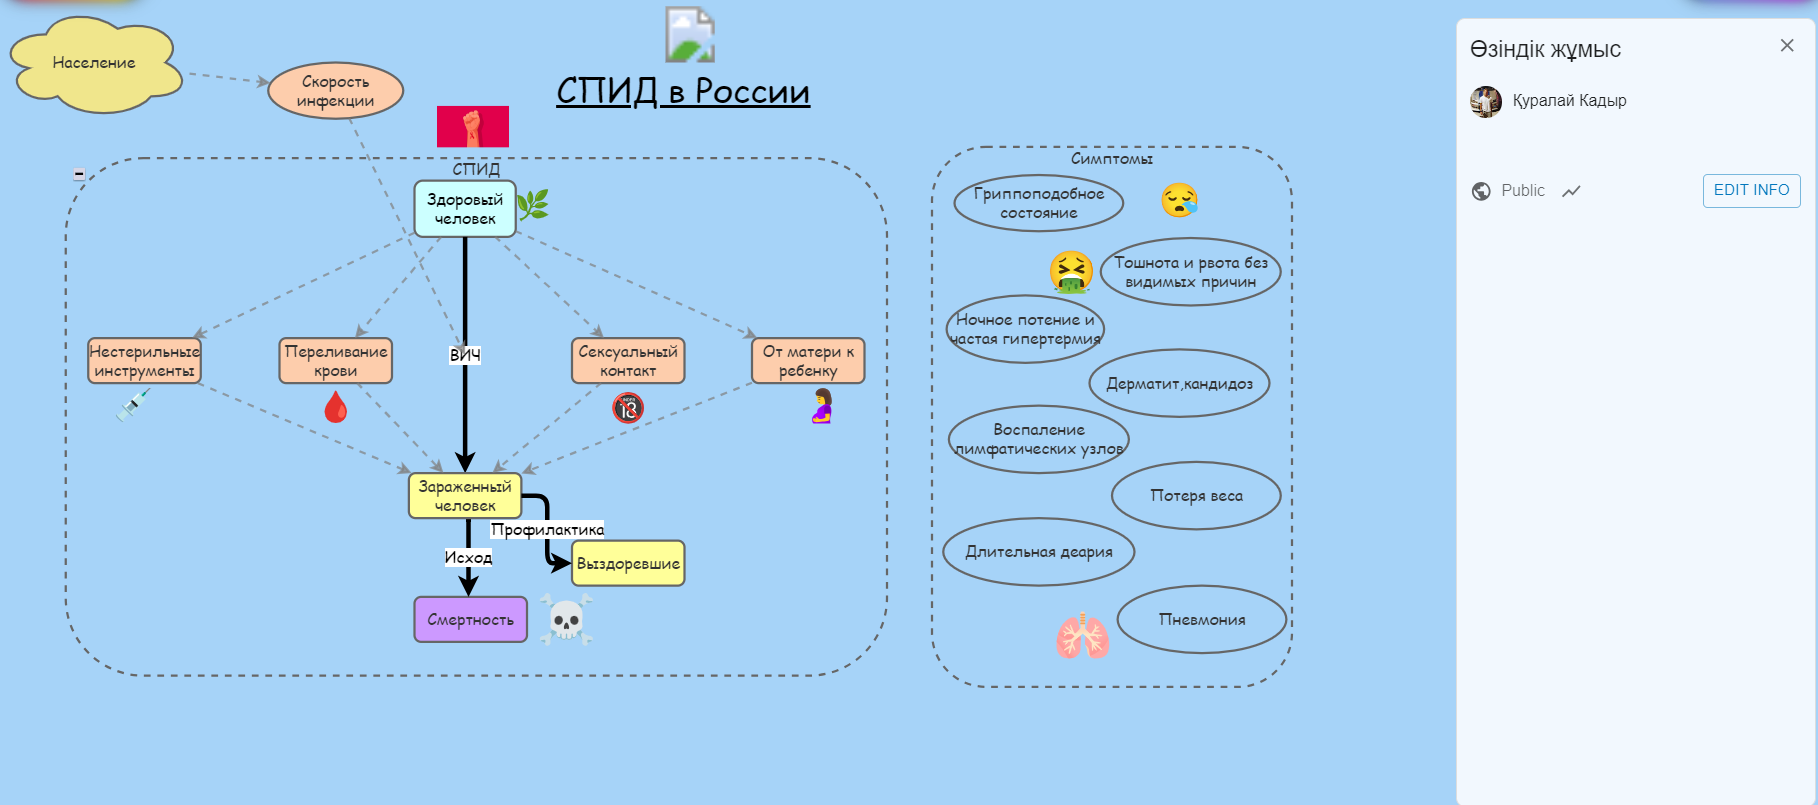 Население
Скорость
инфекции
СПИД в России
СПИД
Здоровый
человек
Нестерильные
инструменты
Переливание
крови
ВИЧ
Сексуальный
контакт
От матери к
ребенку
18
Зараженный
человек
Профилактика
Исход
Выздоревшие
Смертность
Симптомы
Гриппоподобное
состояние
Тошнота и рвота без
видимых причин
Ночное потение и
частая гипертермия
Дерматит,кандидоз
Воспаление
лимфатических узлов
Потеря веса
Длительная деария
Пневмония
Өзіндік жұмыс
Құралай Кадыр
Public
EDIT INFO